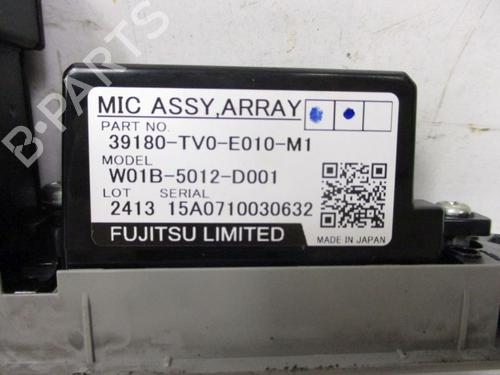 MIC ASSY,ARRAY
PART NO.
39180-TV0-E010-M1
MODEL
W01B-5012-D001
LOT SERIAL
2413 15A0710030632
FUJITSU LIMITED
MADE IN JAPAN
B-PARTS